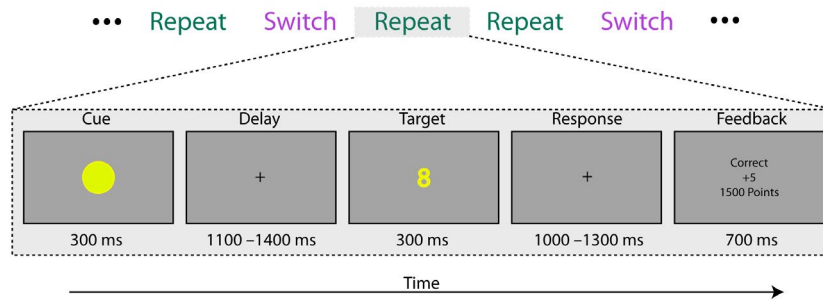 ••• Repeat Switch Repeat Repeat Switch •••
Cue Delay Target Response Feedback
+ 8 + Correct
+5
1500 Points
300 ms 1100 –1400 ms 300 ms 1000 –1300 ms 700 ms
Time